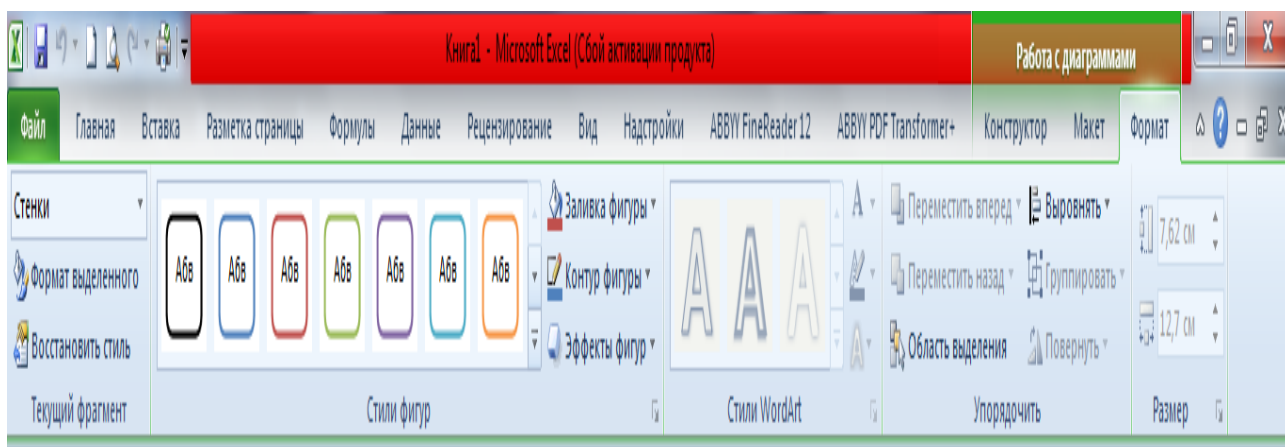 Книга1 - Microsoft Excel (Сбой активации продукта)
Работа с диаграммами
Файл Главная Вставка Разметка страницы Формулы Данные Рецензирование Вид Надстройки ABBYY FineReader 12 ABBYY PDF Transformer+ Конструктор Макет Формат
Стенки
Формат выделенного
Восстановить стиль
Текущий фрагмент
Абв Абв Абв Абв Абв Абв Абв
Заливка фигуры
Контур фигуры
Эффекты фигур
Стили фигур
A A A
A
A
A
Стили WordArt
Переместить вперед
Переместить назад
Область выделения
Выровнять
Группировать
Повернуть
Упорядочить
7,62 см
12,7 см
Размер